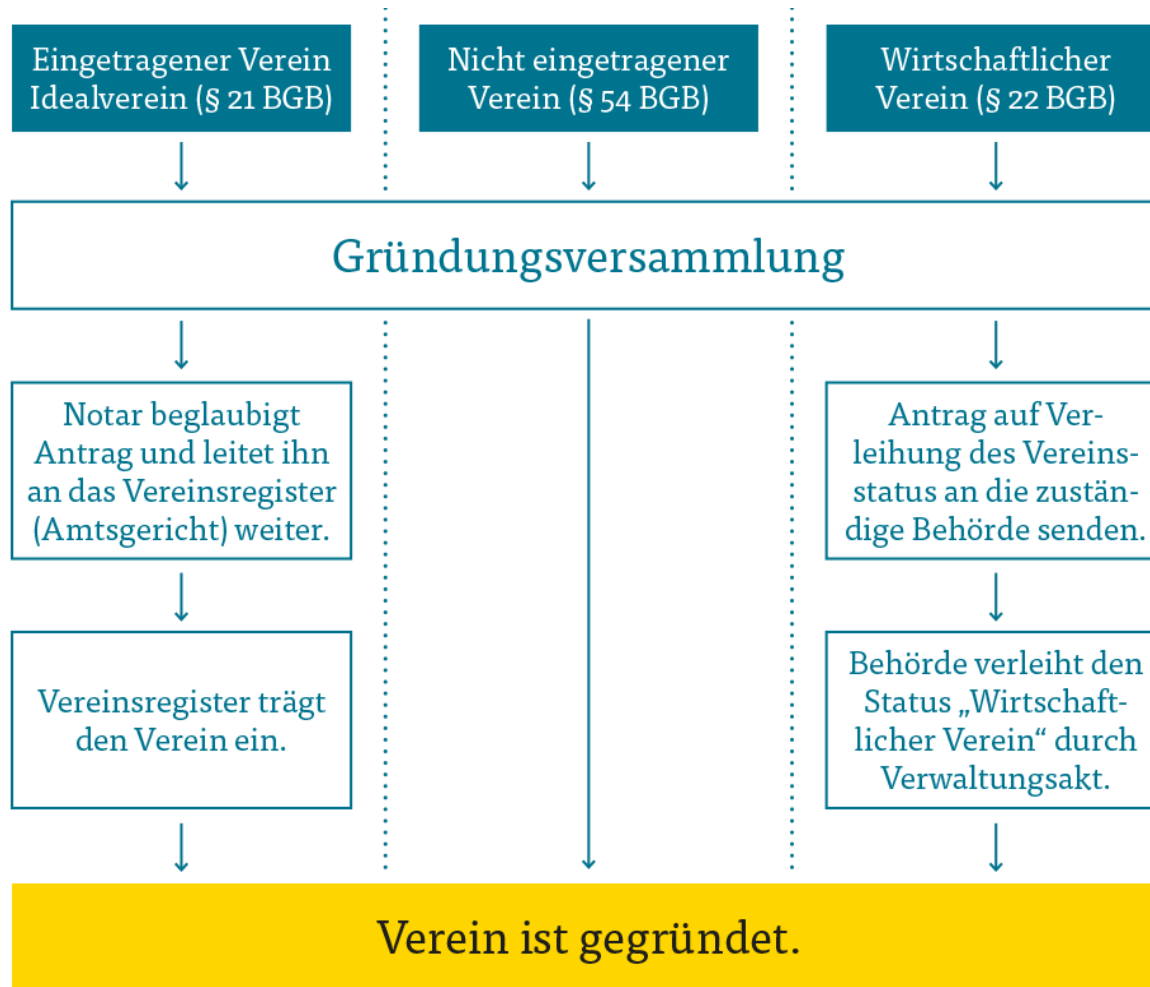 Eingetragener Verein
Idealverein (§ 21 BGB)
Nicht eingetragener
Verein (§ 54 BGB)
Wirtschaftlicher
Verein (§ 22 BGB)
Gründungsversammlung
Notar beglaubigt
Antrag und leitet ihn
an das Vereinsregister
(Amtsgericht) weiter.
Antrag auf Ver-
leihung des Vereins-
status an die zustän-
dige Behörde senden.
Vereinsregister trägt
den Verein ein.
Behörde verleiht den
Status „Wirtschaft-
licher Verein“ durch
Verwaltungsakt.
Verein ist gegründet.